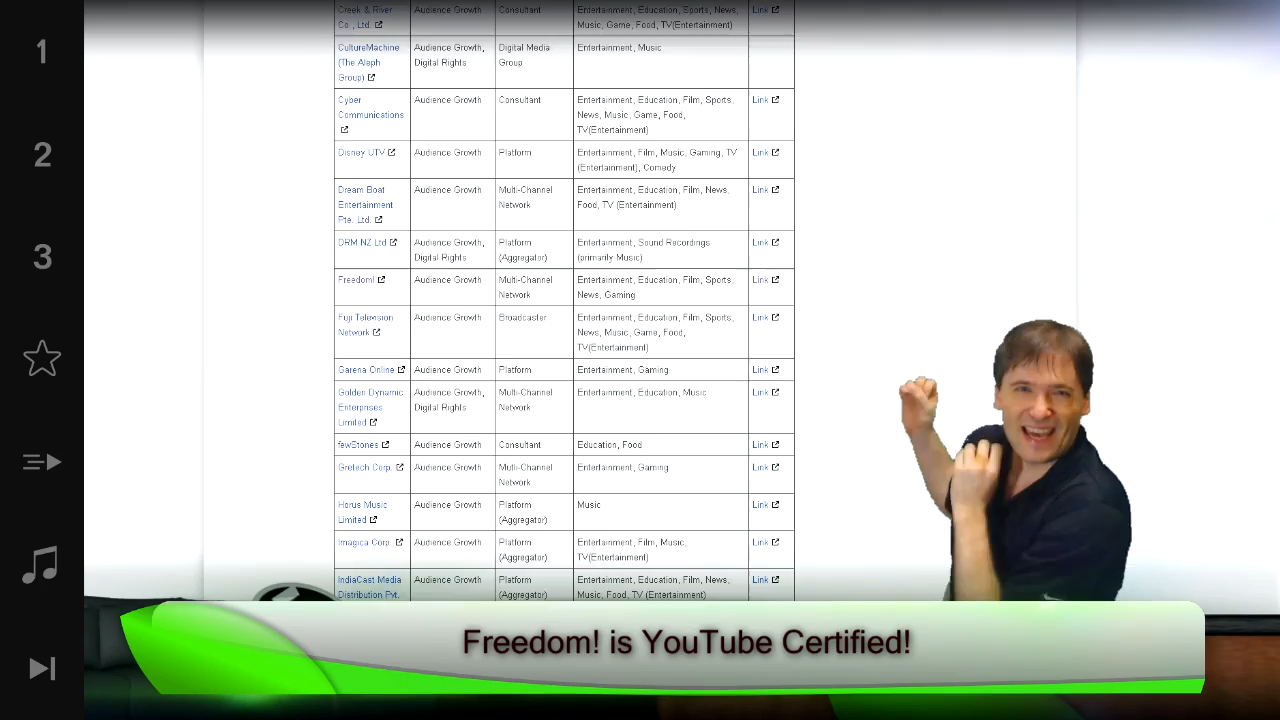 1
2
3
Creek & River Co., Ltd. Audience Growth Consultant Entertainment, Education, Sports, News, Music, Game, Food, TV(Entertainment) Link
CultureMachine (The Aleph Group) Audience Growth, Digital Rights Digital Media Group Entertainment, Music
Cyber Communications Audience Growth Consultant Entertainment, Education, Film, Sports, News, Music, Game, Food, TV(Entertainment) Link
Disney UTV Audience Growth Platform Entertainment, Film, Music, Gaming, TV (Entertainment), Comedy Link
Dream Boat Entertainment Pte. Ltd. Audience Growth Multi-Channel Network Entertainment, Education, Film, News, Food, TV (Entertainment) Link
DRM NZ Ltd Audience Growth, Digital Rights Platform (Aggregator) Entertainment, Sound Recordings (primarily Music) Link
Freedom! Audience Growth Multi-Channel Network Entertainment, Education, Film, Sports, News, Gaming Link
Fuji Television Network Audience Growth Broadcaster Entertainment, Education, Film, Sports, News, Music, Game, Food, TV(Entertainment) Link
Garena Online Audience Growth Platform Entertainment, Gaming Link
Golden Dynamic Enterprises Limited Audience Growth, Digital Rights Multi-Channel Network Entertainment, Education, Music Link
fewStones Audience Growth Consultant Education, Food Link
Gretech Corp. Audience Growth Multi-Channel Network Entertainment, Gaming Link
Horus Music Limited Audience Growth Platform (Aggregator) Music Link
Imagica Corp. Audience Growth Platform (Aggregator) Entertainment, Film, Music, TV(Entertainment) Link
IndiaCast Media Distribution Pvt. Audience Growth Platform (Aggregator) Entertainment, Education, Film, News, Music, Food, TV (Entertainment) Link
Freedom! is YouTube Certified!